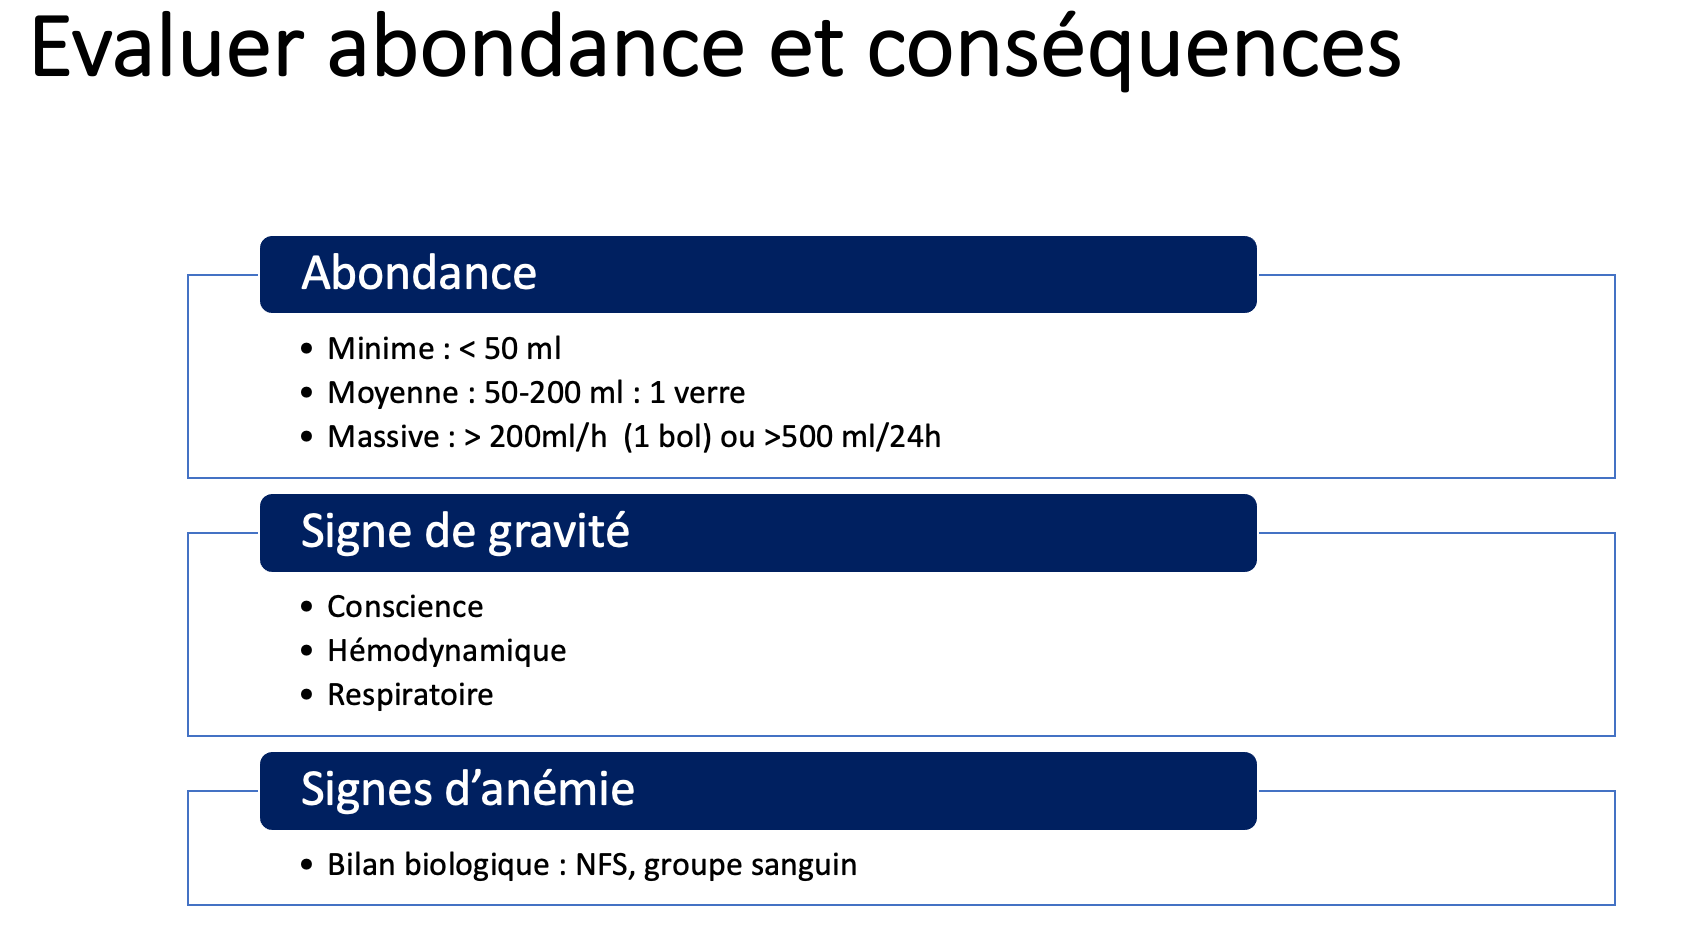 Evaluer abondance et conséquences
Abondance
• Minime : < 50 ml
• Moyenne : 50-200 ml : 1 verre
• Massive : > 200ml/h  (1 bol) ou >500 ml/24h
Signe de gravité
• Conscience
• Hémodynamique
• Respiratoire
Signes d’anémie
• Bilan biologique : NFS, groupe sanguin